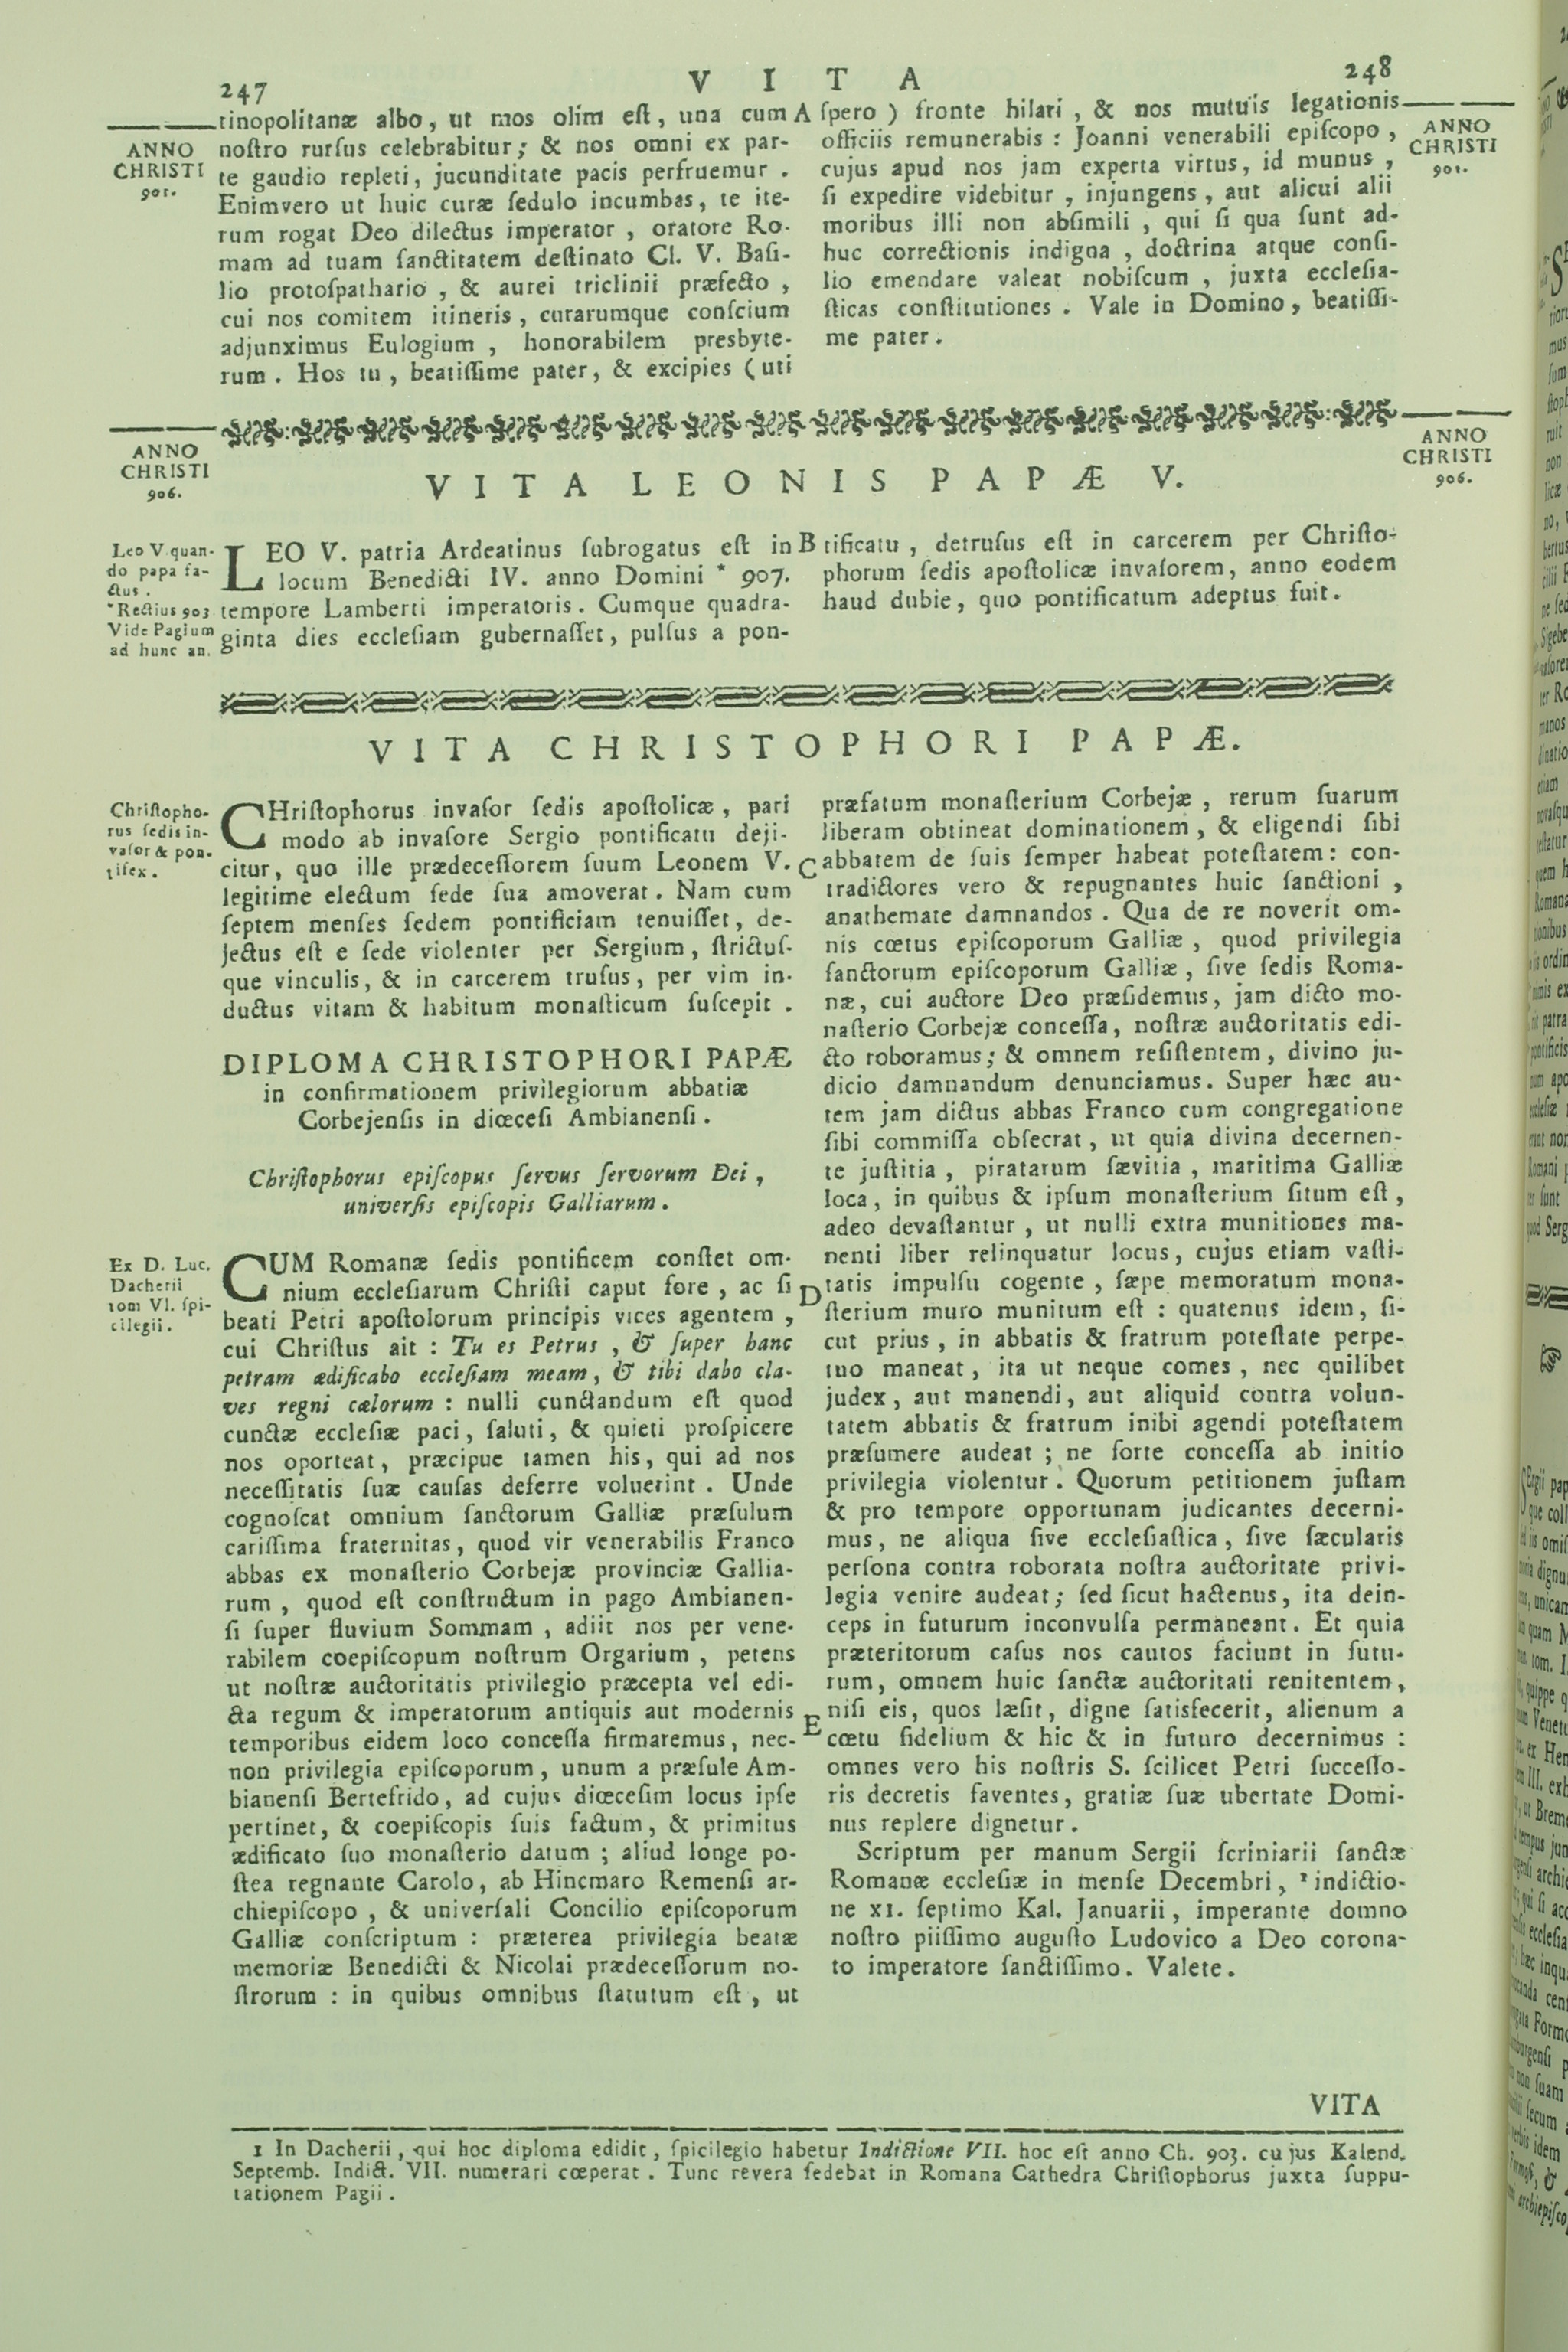 247
V I T A
248
ANNO
CHRISTI
901.
tinopolitanæ albo, ut mos olim eſt, una cum
noſtro rurſus celebrabitur; & nos omni ex par-
te gaudio repleti, jucunditate pacis perfruemur.
Enimvero ut huic curæ ſedulo incumbas, te ite-
rum rogat Deo dilectus imperator, oratore Ro-
mam ad tuam ſanctitatem deſtinato Cl. V. Baſi-
lio protoſpathario, & aurei triclinii præfecto,
cui nos comitem itineris, curarumque conſcium
adjunximus Eulogium, honorabilem presbyte-
rum. Hos tu, beatiſſime pater, & excipies (uti
A
ſpero) fronte hilari, & nos mutuis legationis
officiis remunerabis: Joanni venerabili epiſcopo,
cujus apud nos jam experta virtus, id munus,
ſi expedire videbitur, injungens, aut alicui alii
moribus illi non abſimili, qui ſi qua ſunt ad-
huc correctionis indigna, doctrina atque conſi-
lio emendare valeat nobiſcum, juxta eccleſia-
ſticas conſtitutiones. Vale in Domino, beatiſſi-
me pater.
ANNO
CHRISTI
901.
ANNO
CHRISTI
906.
VITA LEONIS PAPÆ V.
ANNO
CHRISTI
906.
Leo V quan-
do papa fa-
ctus.
*Rectius 903
Vide Pagium
ad hunc an.
LEO V. patria Ardeatinus ſubrogatus eſt in
locum Benedicti IV. anno Domini * 907.
tempore Lamberti imperatoris. Cumque quadra-
ginta dies eccleſiam gubernaſſet, pulſus a pon-
B
tificatu, detruſus eſt in carcerem per Chriſto-
phorum ſedis apoſtolicæ invaſorem, anno eodem
haud dubie, quo pontificatum adeptus fuit.
VITA CHRISTOPHORI PAPÆ.
Chriſtopho-
rus ſedis in-
vaſor & pon-
tifex.
CHriſtophorus invaſor ſedis apoſtolicæ, pari
modo ab invaſore Sergio pontificatu deji-
citur, quo ille prædeceſſorem ſuum Leonem V.
legitime electum ſede ſua amoverat. Nam cum
ſeptem menſes ſedem pontificiam tenuiſſet, de-
jectus eſt e ſede violenter per Sergium, ſtrictuſ-
que vinculis, & in carcerem truſus, per vim in-
ductus vitam & habitum monaſticum ſuſcepit.
DIPLOMA CHRISTOPHORI PAPÆ
in confirmationem privilegiorum abbatiæ
Corbejenſis in diœceſi Ambianenſi.
Chriſtophorus epiſcopus ſervus ſervorum Dei,
univerſis epiſcopis Galliarum.
Ex D. Luc.
Dacherii
tom VI. ſpi-
cilegii.
CUM Romanæ ſedis pontificem conſtet om-
nium eccleſiarum Chriſti caput fore, ac ſi
beati Petri apoſtolorum principis vices agentem,
cui Chriſtus ait: Tu es Petrus, & ſuper hanc
petram ædificabo eccleſiam meam, & tibi dabo cla-
ves regni cælorum: nulli cunctandum eſt quod
cunctæ eccleſiæ paci, ſaluti, & quieti proſpicere
nos oporteat, præcipue tamen his, qui ad nos
neceſſitatis ſuæ cauſas deferre voluerint. Unde
cognoſcat omnium ſanctorum Galliæ præſulum
cariſſima fraternitas, quod vir venerabilis Franco
abbas ex monaſterio Corbejæ provinciæ Gallia-
rum, quod eſt conſtructum in pago Ambianen-
ſi ſuper fluvium Sommam, adiit nos per vene-
rabilem coepiſcopum noſtrum Orgarium, petens
ut noſtræ auctoritatis privilegio præcepta vel edi-
cta regum & imperatorum antiquis aut modernis
temporibus eidem loco conceſſa firmaremus, nec-
non privilegia epiſcoporum, unum a præſule Am-
bianenſi Bertefrido, ad cujus diœceſim locus ipſe
pertinet, & coepiſcopis ſuis factum, & primitus
ædificato ſuo monaſterio datum; aliud longe po-
ſtea regnante Carolo, ab Hincmaro Remenſi ar-
chiepiſcopo, & univerſali Concilio epiſcoporum
Galliæ conſcriptum: præterea privilegia beatæ
memoriæ Benedicti & Nicolai prædeceſſorum no-
ſtrorum: in quibus omnibus ſtatutum eſt, ut
præfatum monaſterium Corbejæ, rerum ſuarum
liberam obtineat dominationem, & eligendi ſibi
C
abbatem de ſuis ſemper habeat poteſtatem: con-
tradictores vero & repugnantes huic ſanctioni,
anathemate damnandos. Qua de re noverit om-
nis cœtus epiſcoporum Galliæ, quod privilegia
ſanctorum epiſcoporum Galliæ, ſive ſedis Roma-
næ, cui auctore Deo præſidemus, jam dicto mo-
naſterio Corbejæ conceſſa, noſtræ auctoritatis edi-
cto roboramus; & omnem reſiſtentem, divino ju-
dicio damnandum denunciamus. Super hæc au-
tem jam dictus abbas Franco cum congregatione
ſibi commiſſa obſecrat, ut quia divina decernen-
te juſtitia, piratarum ſævitia, maritima Galliæ
loca, in quibus & ipſum monaſterium ſitum eſt,
adeo devaſtantur, ut nulli extra munitiones ma-
nenti liber relinquatur locus, cujus etiam vaſti-
D
tatis impulſu cogente, ſæpe memoratum mona-
ſterium muro munitum eſt: quatenus idem, ſi-
cut prius, in abbatis & fratrum poteſtate perpe-
tuo maneat, ita ut neque comes, nec quilibet
judex, aut manendi, aut aliquid contra volun-
tatem abbatis & fratrum inibi agendi poteſtatem
præſumere audeat; ne forte conceſſa ab initio
privilegia violentur. Quorum petitionem juſtam
& pro tempore opportunam judicantes decerni-
mus, ne aliqua ſive eccleſiaſtica, ſive ſæcularis
perſona contra roborata noſtra auctoritate privi-
legia venire audeat; ſed ſicut hactenus, ita dein-
ceps in futurum inconvulſa permaneant. Et quia
præteritorum caſus nos cautos faciunt in futu-
rum, omnem huic ſanctæ auctoritati renitentem,
niſi eis, quos læſit, digne ſatisfecerit, alienum a
E
cœtu fidelium & hic & in futuro decernimus:
omnes vero his noſtris S. ſcilicet Petri ſucceſſo-
ris decretis faventes, gratiæ ſuæ ubertate Domi-
nus replere dignetur.
Scriptum per manum Sergii ſcriniarii ſanctæ
Romanæ eccleſiæ in menſe Decembri, ¹ indictio-
ne XI. ſeptimo Kal. Januarii, imperante domno
noſtro piiſſimo auguſto Ludovico a Deo corona-
to imperatore ſanctiſſimo. Valete.
VITA
1 In Dacherii, qui hoc diploma edidit, ſpicilegio habetur Indictione VII. hoc eſt anno Ch. 903. cujus Kalend.
Septemb. Indict. VII. numerari cœperat. Tunc revera ſedebat in Romana Cathedra Chriſtophorus juxta ſuppu-
tationem Pagii.